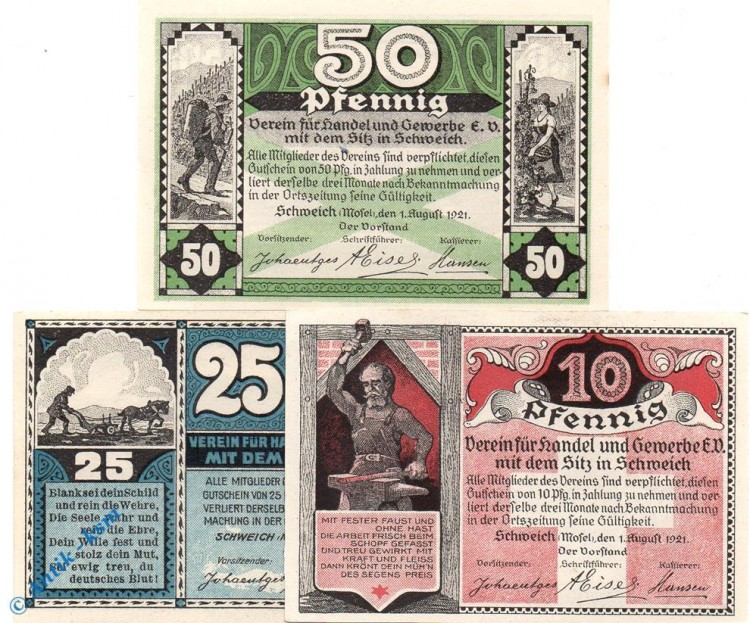 50
Pfennig
Verein für Handel und Gewerbe E. V.
mit dem Sitz in Schweich.
Alle Mitglieder des Vereins sind verpflichtet, diesen
Gutschein von 50 Pfg. in Zahlung zu nehmen und ver-
liert derselbe drei Monate nach Bekanntmachung
in der Ortszeitung seine Gültigkeit.
Schweich (Mosel), den 1. August 1921.
Der Vorstand
Vorsitzender: Schriftführer: Kassierer:
Johaentges A Eises Hansen
50 50
25
25
Blank sei dein Schild
und rein die Wehre,
Die Seele wahr und
rein die Ehre,
Dein Wille fest und
stolz dein Mut,
Sei ewig treu, du
deutsches Blut!
VEREIN FÜR HA
MIT DEM
ALLE MITGLIEDER
GUTSCHEIN VON 25
VERLIERT DERSELB
MACHUNG IN DER
SCHWEICH
Vorsitzender:
Johaentges
MIT FESTER FAUST UND
OHNE HAST
DIE ARBEIT FRISCH BEIM
SCHOPF GEFASST
UND TREU GEWIRKT MIT
KRAFT UND FLEISS
DANN KRÖNT DEIN MÜH'N
DES SEGENS PREIS
10
Pfennig
Verein für Handel und Gewerbe E.V.
mit dem Sitz in Schweich
Alle Mitglieder des Vereins sind verpflichtet, diesen
Gutschein von 10 Pfg. in Zahlung zu nehmen und ver-
liert derselbe drei Monate nach Bekanntmachung
in der Ortszeitung seine Gültigkeit.
Schweich (Mosel), den 1. August 1921.
Der Vorstand
Vorsitzender: Schriftführer: Kassierer:
Johaentges A Eises Hansen